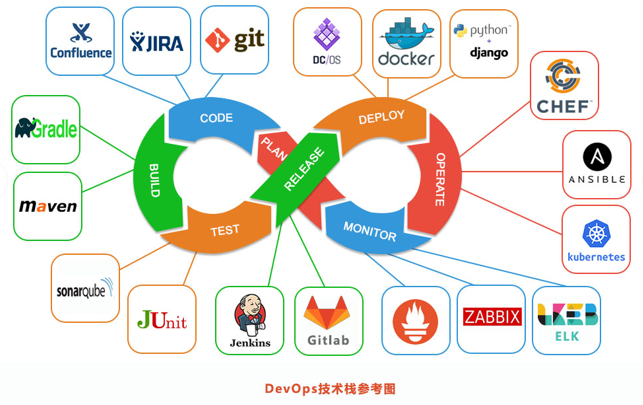 Confluence
JIRA
git
DC/OS
docker
python
+
django
CHEF
ANSIBLE
kubernetes
Gradle
maven
sonarqube
JUnit
Jenkins
Gitlab
ZABBIX
ELK
CODE
BUILD
TEST
PLAN
RELEASE
DEPLOY
OPERATE
MONITOR
DevOps技术栈参考图